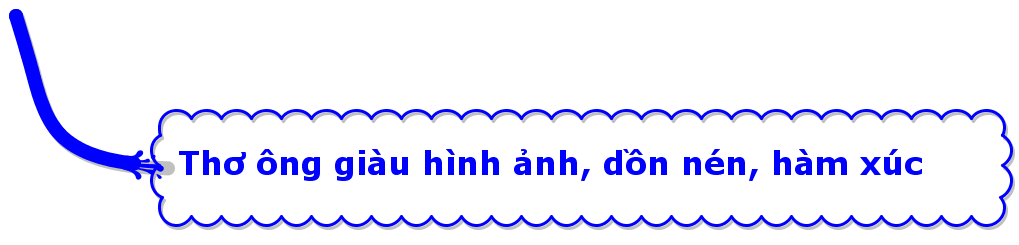 Thơ ông giàu hình ảnh, dồn nén, hàm xúc